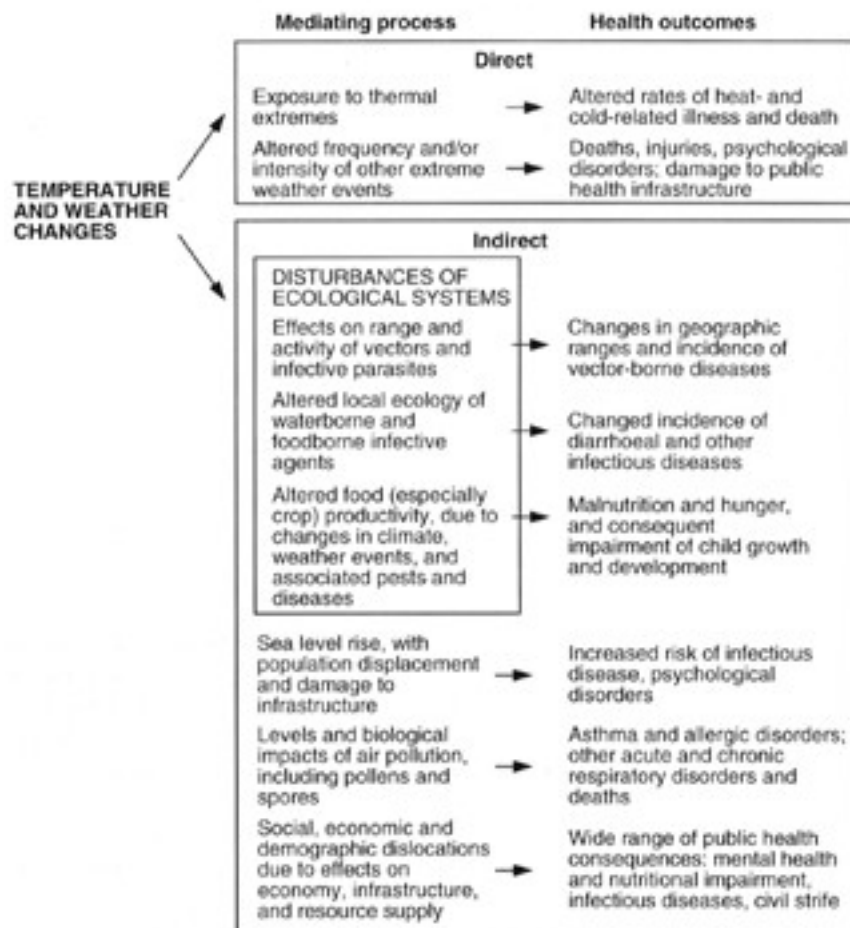 Mediating process
Health outcomes
Direct
Exposure to thermal
extremes
Altered rates of heat- and
cold-related illness and death
Altered frequency and/or
intensity of other extreme
weather events
Deaths, injuries, psychological
disorders; damage to public
health infrastructure
TEMPERATURE
AND WEATHER
CHANGES
Indirect
DISTURBANCES OF
ECOLOGICAL SYSTEMS
Effects on range and
activity of vectors and
infective parasites
Changes in geographic
ranges and incidence of
vector-borne diseases
Altered local ecology of
waterborne and
foodborne infective
agents
Changed incidence of
diarrhoeal and other
infectious diseases
Altered food (especially
crop) productivity, due to
changes in climate,
weather events, and
associated pests and
diseases
Malnutrition and hunger,
and consequent
impairment of child growth
and development
Sea level rise, with
population displacement
and damage to
infrastructure
Increased risk of infectious
disease, psychological
disorders
Levels and biological
impacts of air pollution,
including pollens and
spores
Asthma and allergic disorders;
other acute and chronic
respiratory disorders and
deaths
Social, economic and
demographic dislocations
due to effects on
economy, infrastructure,
and resource supply
Wide range of public health
consequences: mental health
and nutritional impairment,
infectious diseases, civil strife